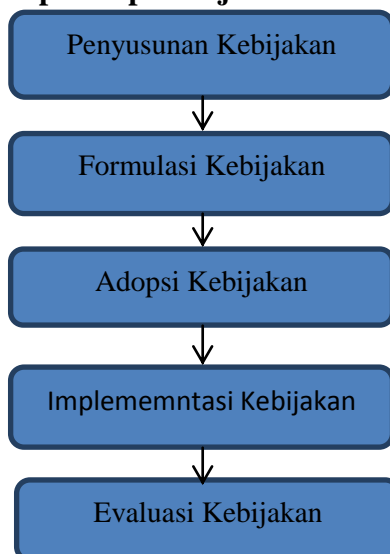 Penyusunan Kebijakan
Formulasi Kebijakan
Adopsi Kebijakan
Implememntasi Kebijakan
Evaluasi Kebijakan